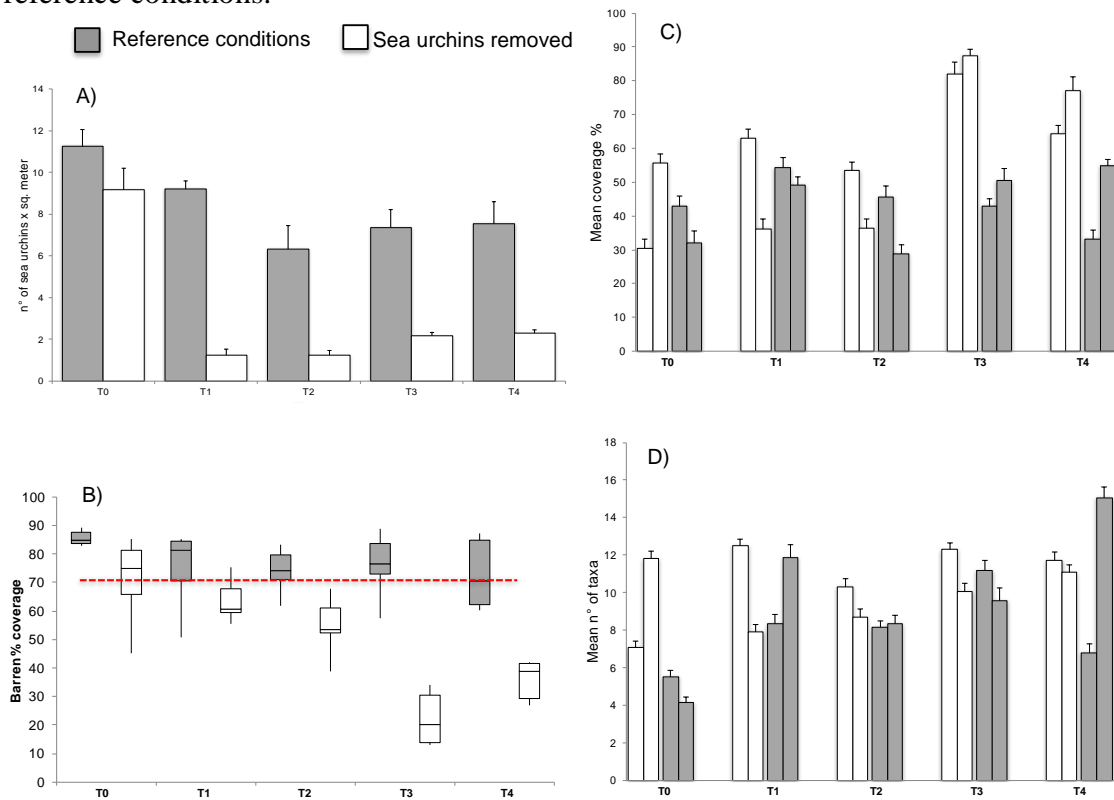 reference conditions.
Reference conditions
Sea urchins removed
A)
n° of sea urchins x sq. meter
14
12
10
8
6
4
2
0
T0 T1 T2 T3 T4
C)
Mean coverage %
100
90
80
70
60
50
40
30
20
10
0
T0 T1 T2 T3 T4
B)
Barren % coverage
100
90
80
70
60
50
40
30
20
10
0
T0 T1 T2 T3 T4
D)
Mean n° of taxa
18
16
14
12
10
8
6
4
2
0
T0 T1 T2 T3 T4